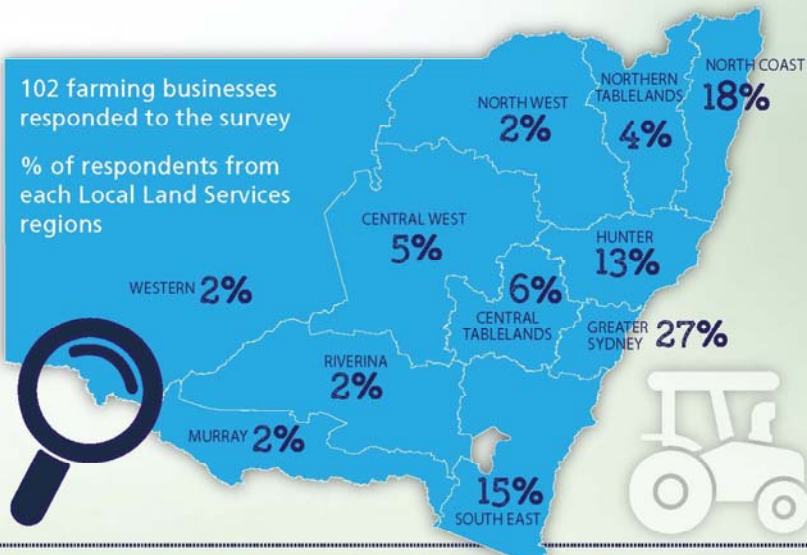 102 farming businesses
responded to the survey
% of respondents from
each Local Land Services
regions
NORTH COAST
18%
NORTHERN
TABLELANDS
4%
NORTH WEST
2%
CENTRAL WEST
5%
HUNTER
13%
WESTERN 2%
6%
CENTRAL
TABLELANDS
GREATER
SYDNEY 27%
RIVERINA
2%
MURRAY 2%
15%
SOUTH EAST